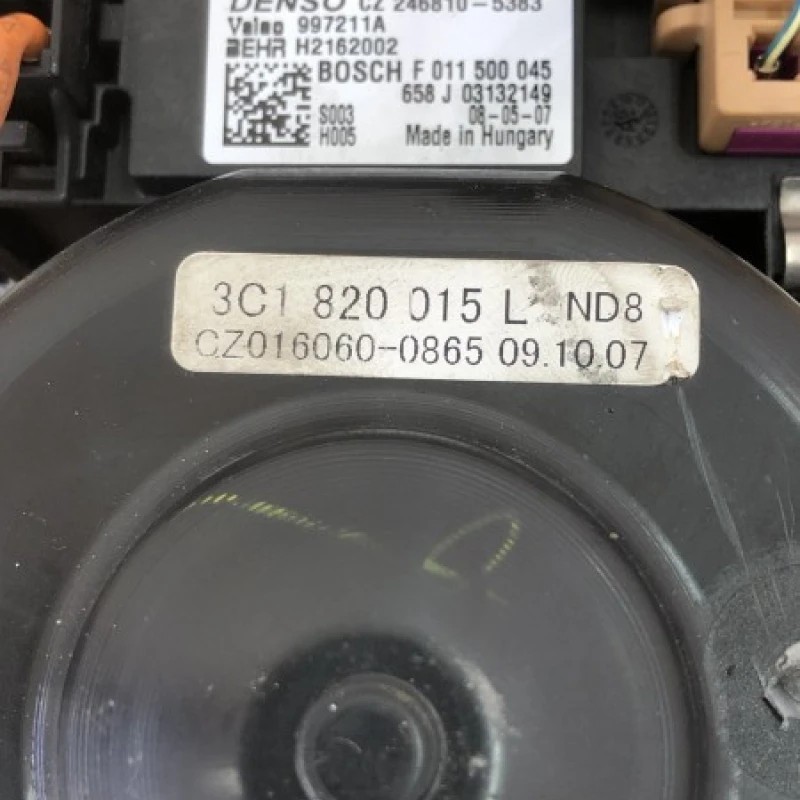 DENSO CZ 246810-5383
Valeo 997211A
BEHR H2162002
BOSCH F 011 500 045
658 J 03132149
S003 08-05-07
H005 Made in Hungary
3C1 820 015 L ND8
CZ016060-0865 09.10.07